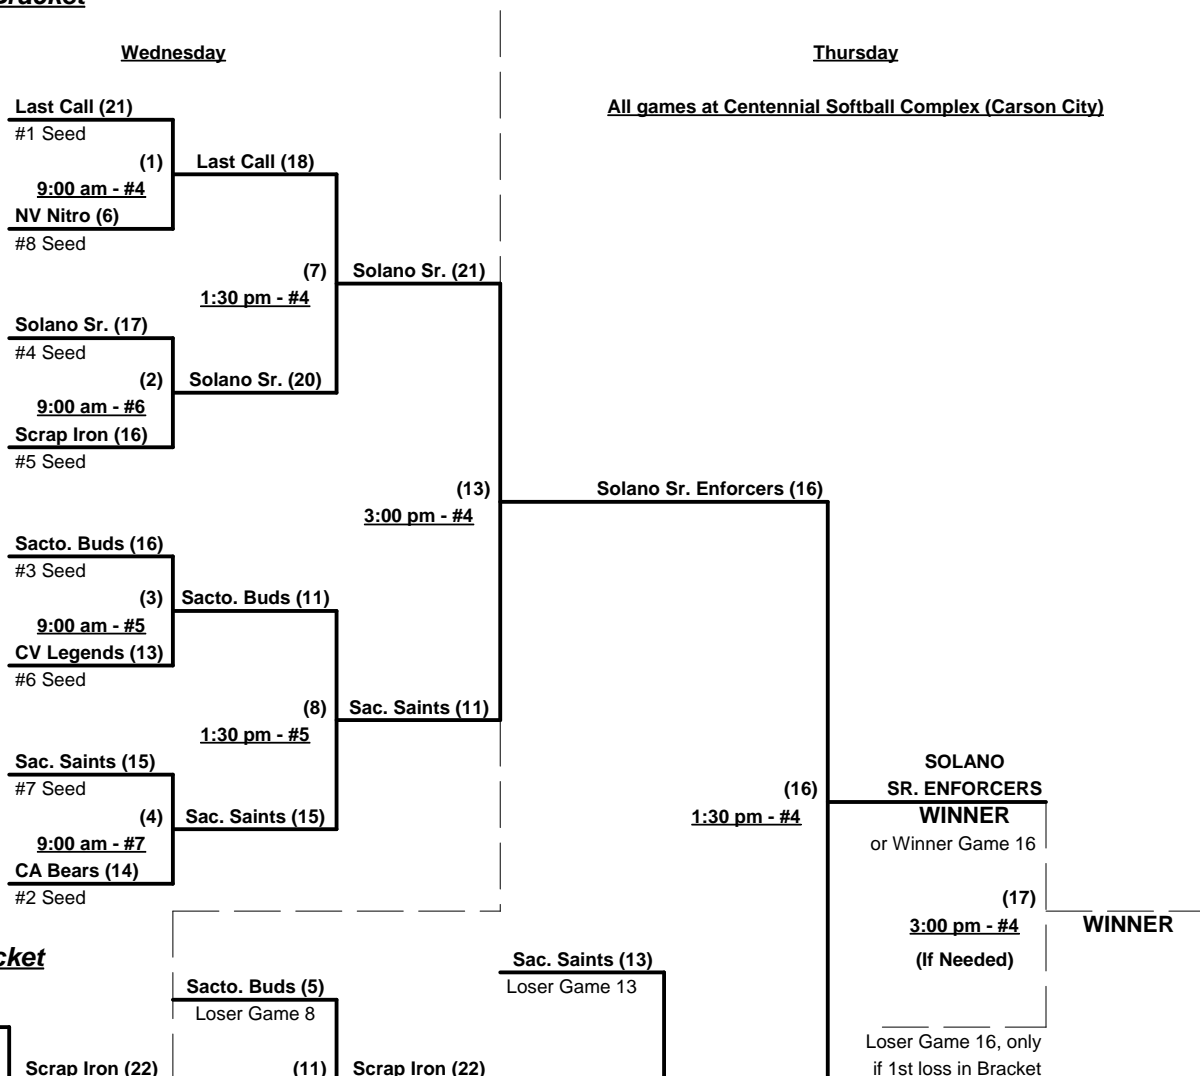 Wednesday
Thursday
Last Call (21)
All games at Centennial Softball Complex (Carson City)
#1 Seed
(1)
Last Call (18)
9:00 am - #4
NV Nitro (6)
#8 Seed
(7)
Solano Sr. (21)
1:30 pm - #4
Solano Sr. (17)
#4 Seed
(2)
Solano Sr. (20)
9:00 am - #6
Scrap Iron (16)
#5 Seed
(13)
Solano Sr. Enforcers (16)
3:00 pm - #4
Sacto. Buds (16)
#3 Seed
(3)
Sacto. Buds (11)
9:00 am - #5
CV Legends (13)
#6 Seed
(8)
Sac. Saints (11)
1:30 pm - #5
Sac. Saints (15)
#7 Seed
(4)
Sac. Saints (15)
9:00 am - #7
CA Bears (14)
#2 Seed
SOLANO
SR. ENFORCERS
(16)
1:30 pm - #4
WINNER
or Winner Game 16
(17)
3:00 pm - #4
WINNER
(If Needed)
cket
Sac. Saints (13)
Loser Game 13
Sacto. Buds (5)
Loser Game 8
Loser Game 16, only
if 1st loss in Bracket
Scrap Iron (22)
(11)
Scrap Iron (22)